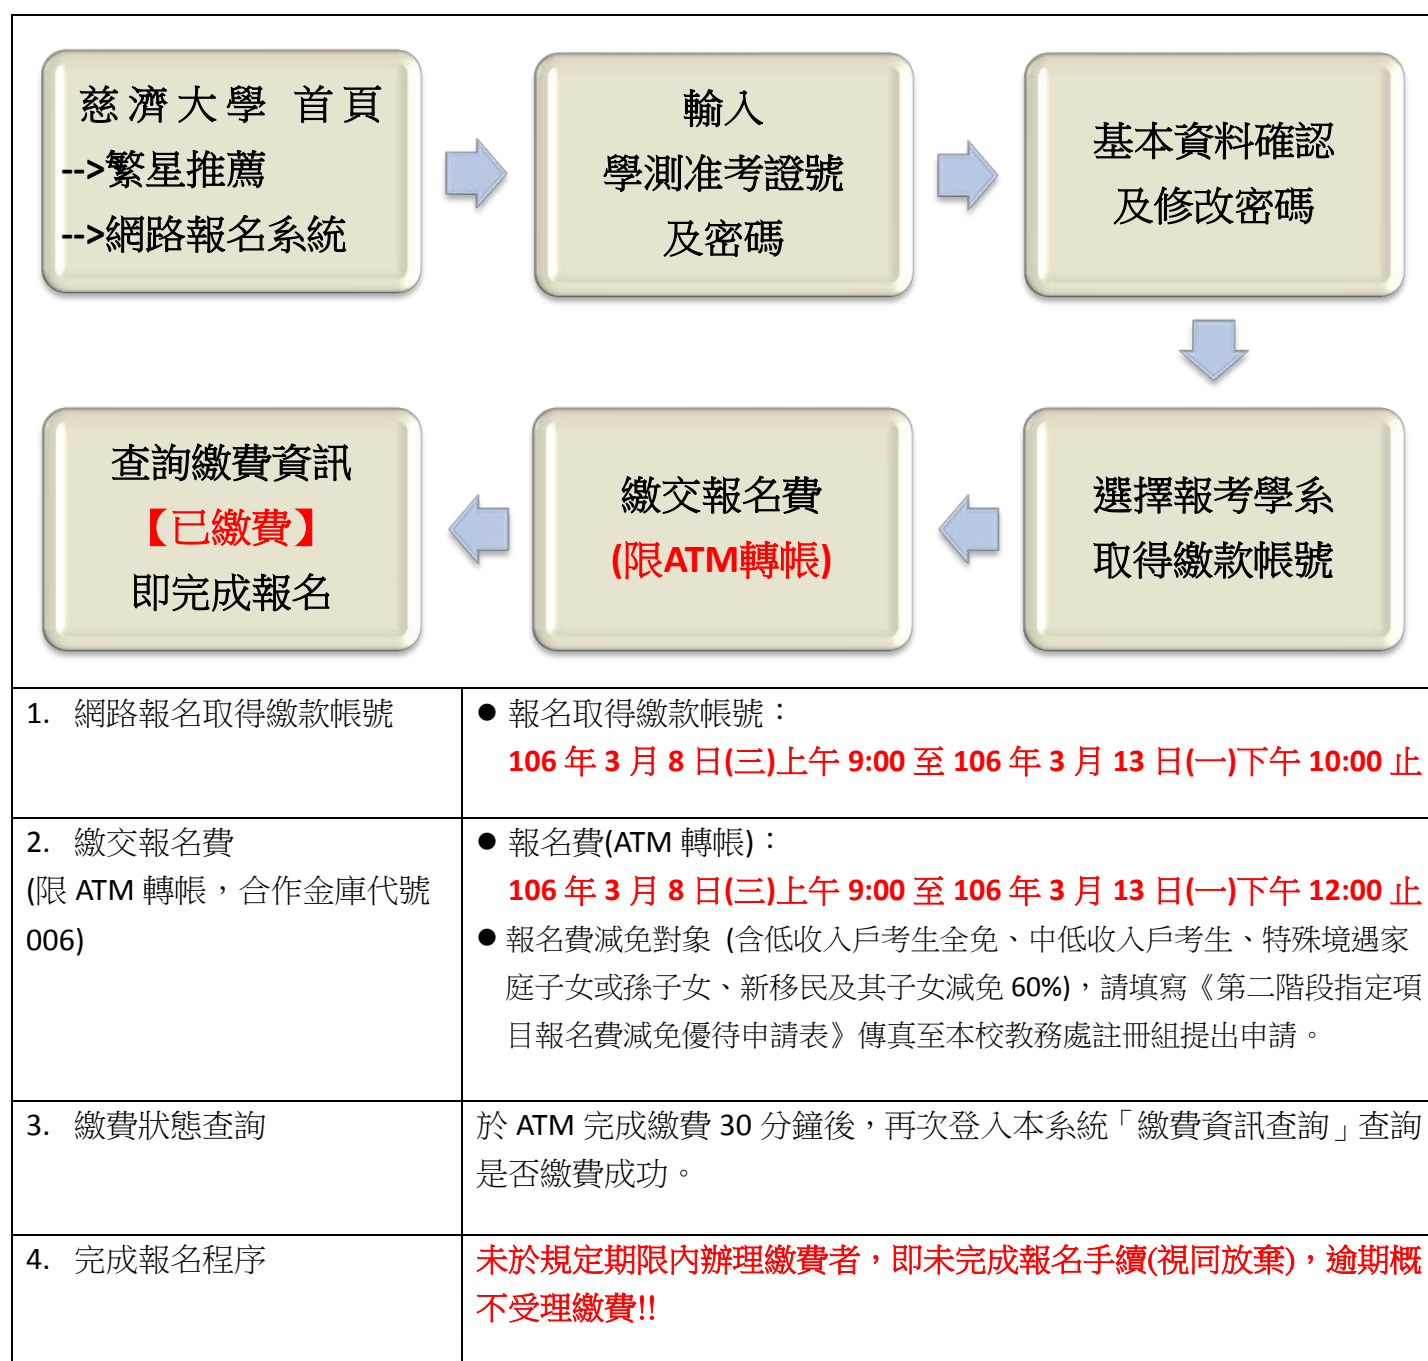 慈濟大學 首頁
-->繁星推薦
-->網路報名系統
輸入
學測准考證號
及密碼
基本資料確認
及修改密碼
選擇報考學系
取得繳款帳號
繳交報名費
(限ATM轉帳)
查詢繳費資訊
【已繳費】
即完成報名
1. 網路報名取得繳款帳號
● 報名取得繳款帳號：
106 年 3 月 8 日(三)上午 9:00 至 106 年 3 月 13 日(一)下午 10:00 止
2. 繳交報名費
(限 ATM 轉帳，合作金庫代號
006)
● 報名費(ATM 轉帳)：
106 年 3 月 8 日(三)上午 9:00 至 106 年 3 月 13 日(一)下午 12:00 止
● 報名費減免對象 (含低收入戶考生全免、中低收入戶考生、特殊境遇家
庭子女或孫子女、新移民及其子女減免 60%)，請填寫《第二階段指定項
目報名費減免優待申請表》傳真至本校教務處註冊組提出申請。
3. 繳費狀態查詢
於 ATM 完成繳費 30 分鐘後，再次登入本系統「繳費資訊查詢」查詢
是否繳費成功。
4. 完成報名程序
未於規定期限內辦理繳費者，即未完成報名手續(視同放棄)，逾期概
不受理繳費!!